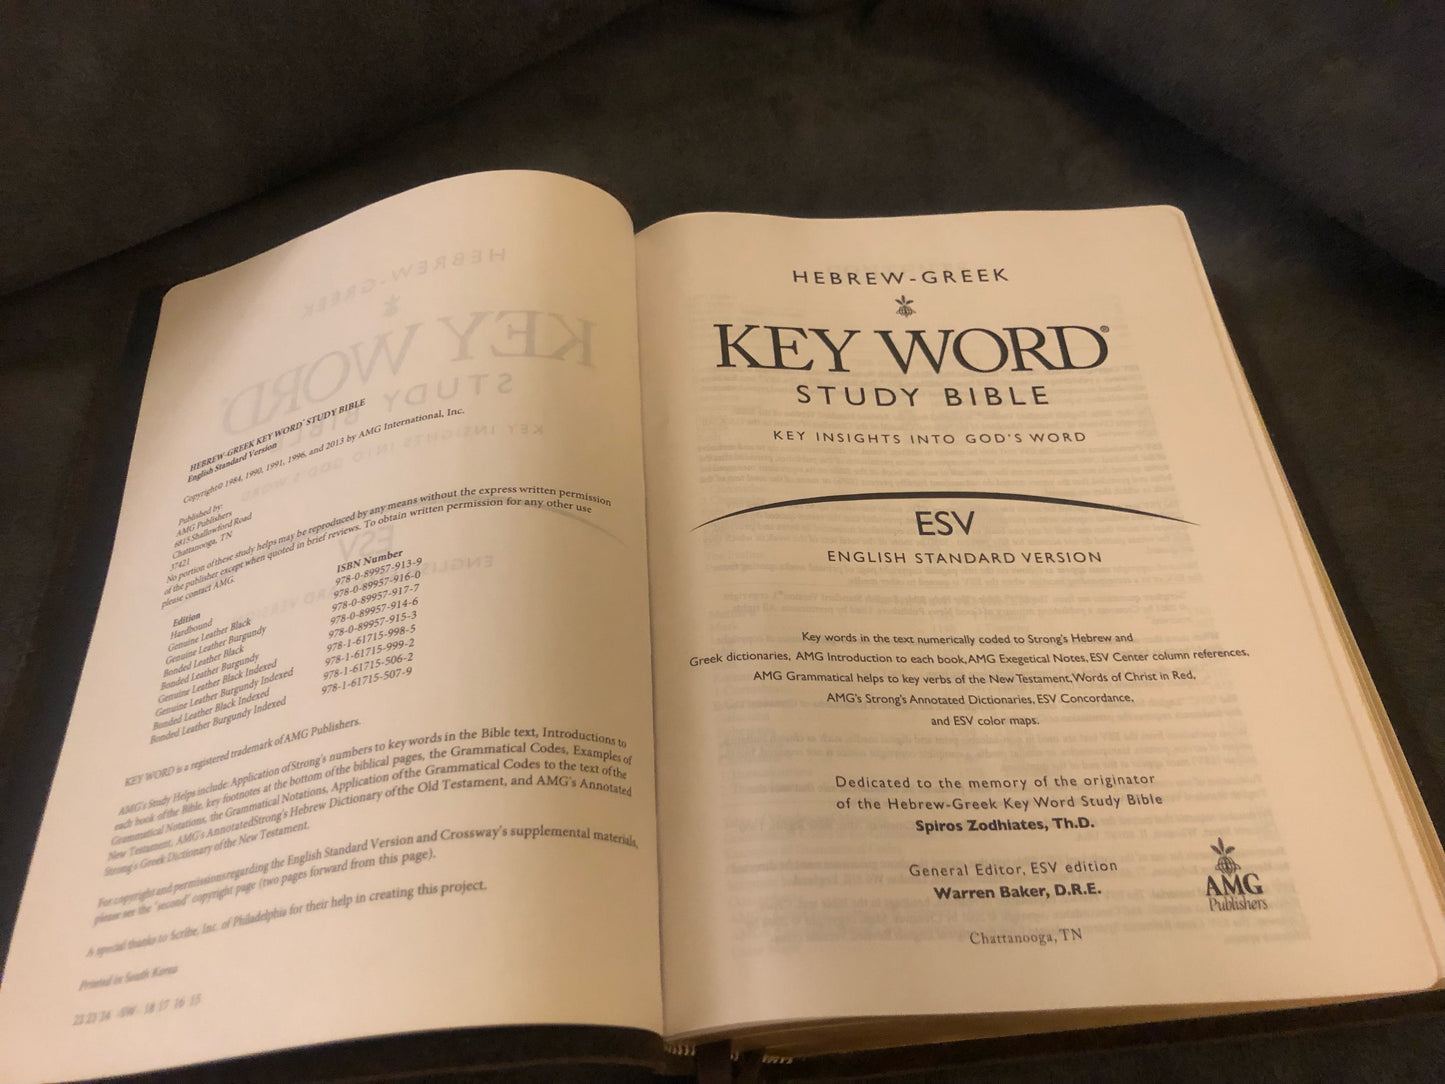 HEBREW-GREEK KEY WORD® STUDY BIBLE
English Standard Version
Copyright© 1984, 1990, 1991, 1996, and 2013 by AMG International, Inc.
Published by:
AMG Publishers
6815 Shallowford Road
Chattanooga, TN
37421
No portion of these study helps may be reproduced by any means without the express written permission
of the publisher except when quoted in brief reviews. To obtain written permission for any other use
please contact AMG.
Edition ISBN Number
Hardbound 978-0-89957-913-9
Genuine Leather Black 978-0-89957-916-0
Genuine Leather Burgundy 978-0-89957-917-7
Bonded Leather Black 978-0-89957-914-6
Bonded Leather Burgundy 978-0-89957-915-3
Genuine Leather Black Indexed 978-1-61715-998-5
Genuine Leather Burgundy Indexed 978-1-61715-999-2
Bonded Leather Black Indexed 978-1-61715-506-2
Bonded Leather Burgundy Indexed 978-1-61715-507-9
KEY WORD is a registered trademark of AMG Publishers.
AMG's Study Helps include: Application of Strong's numbers to key words in the Bible text, Introductions to
each book of the Bible, key footnotes at the bottom of the biblical pages, the Grammatical Codes, Examples of
Grammatical Notations, the Grammatical Notations, Application of the Grammatical Codes to the text of the
New Testament, AMG's AnnotatedStrong's Hebrew Dictionary of the Old Testament, and AMG's Annotated
Strong's Greek Dictionary of the New Testament.
For copyright and permissions regarding the English Standard Version and Crossway's supplemental materials,
please see the "second" copyright page (two pages forward from this page).
A special thanks to Scribe, Inc. of Philadelphia for their help in creating this project.
Printed in South Korea
-SW- 18 17 16 15
HEBREW-GREEK
KEY WORD®
STUDY BIBLE
KEY INSIGHTS INTO GOD'S WORD
ESV
ENGLISH STANDARD VERSION
Key words in the text numerically coded to Strong's Hebrew and
Greek dictionaries, AMG Introduction to each book, AMG Exegetical Notes, ESV Center column references,
AMG Grammatical helps to key verbs of the New Testament, Words of Christ in Red,
AMG's Strong's Annotated Dictionaries, ESV Concordance,
and ESV color maps.
Dedicated to the memory of the originator
of the Hebrew-Greek Key Word Study Bible
Spiros Zodhiates, Th.D.
General Editor, ESV edition
Warren Baker, D.R.E.
AMG
Publishers
Chattanooga, TN